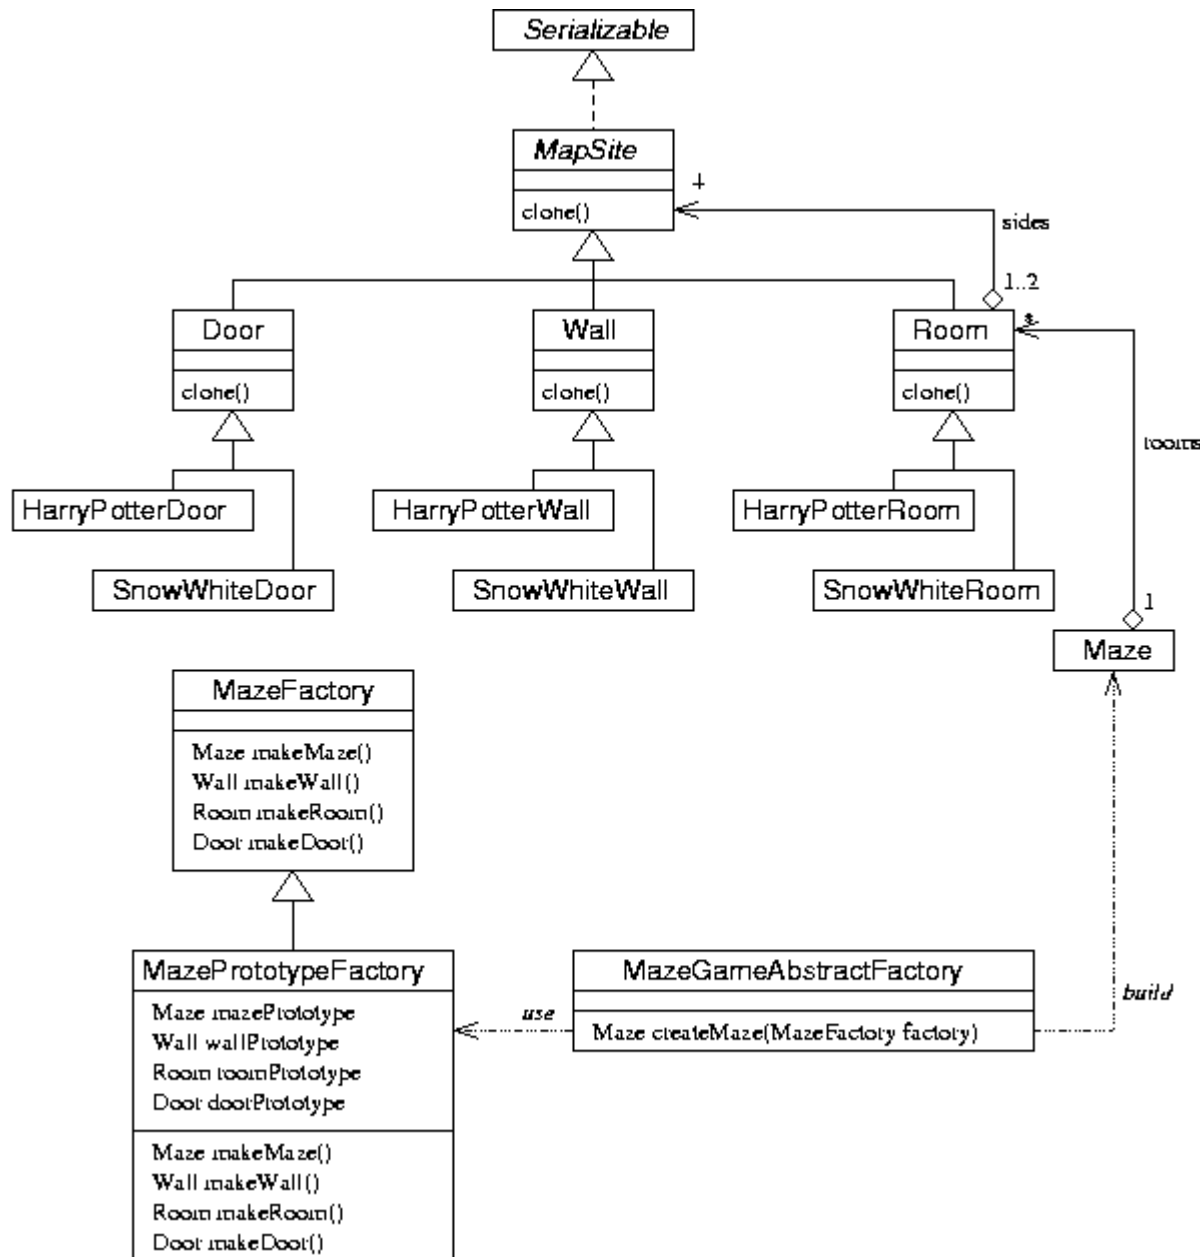 Serializable
MapSite
clone()
4
sides
1..2
Door
clone()
Wall
clone()
Room
clone()
*
rooms
HarryPotterDoor
SnowWhiteDoor
HarryPotterWall
SnowWhiteWall
HarryPotterRoom
SnowWhiteRoom
1
Maze
MazeFactory
Maze makeMaze()
Wall makeWall()
Room makeRoom()
Door makeDoor()
MazePrototypeFactory
Maze mazePrototype
Wall wallPrototype
Room roomPrototype
Door doorPrototype
Maze makeMaze()
Wall makeWall()
Room makeRoom()
Door makeDoor()
use
MazeGameAbstractFactory
Maze createMaze(MazeFactory factory)
build